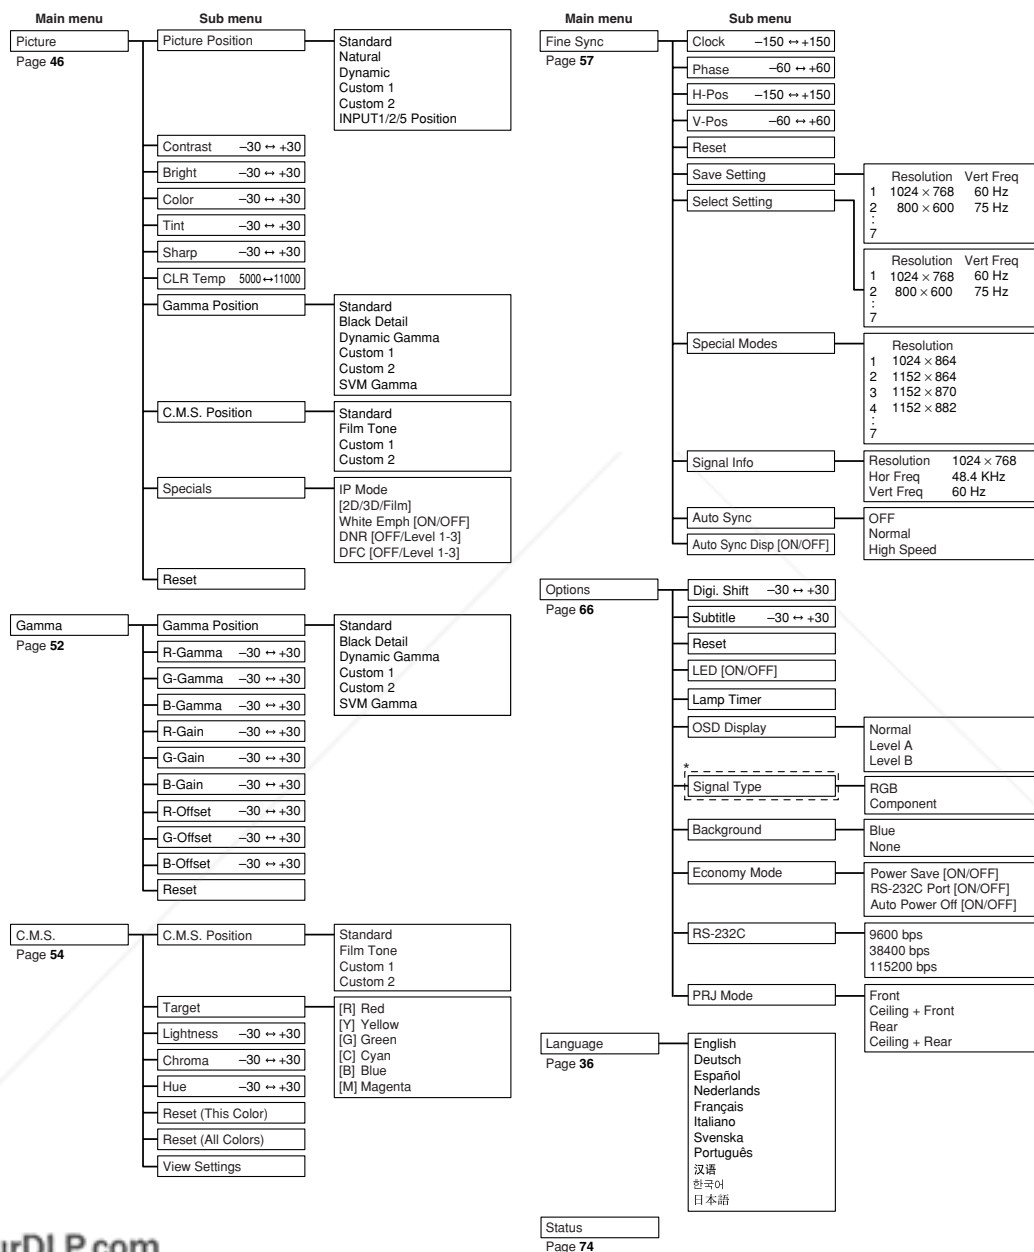 Main menu Sub menu
Picture
Page 46
Picture Position
Standard
Natural
Dynamic
Custom 1
Custom 2
INPUT1/2/5 Position
Contrast –30 ↔ +30
Bright –30 ↔ +30
Color –30 ↔ +30
Tint –30 ↔ +30
Sharp –30 ↔ +30
CLR Temp 5000↔11000
Gamma Position
Standard
Black Detail
Dynamic Gamma
Custom 1
Custom 2
SVM Gamma
C.M.S. Position
Standard
Film Tone
Custom 1
Custom 2
Specials
IP Mode
[2D/3D/Film]
White Emph [ON/OFF]
DNR [OFF/Level 1-3]
DFC [OFF/Level 1-3]
Reset
Gamma
Page 52
Gamma Position
Standard
Black Detail
Dynamic Gamma
Custom 1
Custom 2
SVM Gamma
R-Gamma –30 ↔ +30
G-Gamma –30 ↔ +30
B-Gamma –30 ↔ +30
R-Gain –30 ↔ +30
G-Gain –30 ↔ +30
B-Gain –30 ↔ +30
R-Offset –30 ↔ +30
G-Offset –30 ↔ +30
B-Offset –30 ↔ +30
Reset
C.M.S.
Page 54
C.M.S. Position
Standard
Film Tone
Custom 1
Custom 2
Target
[R] Red
[Y] Yellow
[G] Green
[C] Cyan
[B] Blue
[M] Magenta
Lightness –30 ↔ +30
Chroma –30 ↔ +30
Hue –30 ↔ +30
Reset (This Color)
Reset (All Colors)
View Settings
Main menu Sub menu
Fine Sync
Page 57
Clock –150 ↔ +150
Phase –60 ↔ +60
H-Pos –150 ↔ +150
V-Pos –60 ↔ +60
Reset
Save Setting
Resolution Vert Freq
1 1024 × 768 60 Hz
2 800 × 600 75 Hz
:
7
Select Setting
Resolution Vert Freq
1 1024 × 768 60 Hz
2 800 × 600 75 Hz
:
7
Special Modes
Resolution
1 1024 × 864
2 1152 × 864
3 1152 × 870
4 1152 × 882
:
7
Signal Info
Resolution 1024 × 768
Hor Freq 48.4 KHz
Vert Freq 60 Hz
Auto Sync
OFF
Normal
High Speed
Auto Sync Disp [ON/OFF]
Options
Page 66
Digi. Shift –30 ↔ +30
Subtitle –30 ↔ +30
Reset
LED [ON/OFF]
Lamp Timer
OSD Display
Normal
Level A
Level B
*
Signal Type
RGB
Component
Background
Blue
None
Economy Mode
Power Save [ON/OFF]
RS-232C Port [ON/OFF]
Auto Power Off [ON/OFF]
RS-232C
9600 bps
38400 bps
115200 bps
PRJ Mode
Front
Ceiling + Front
Rear
Ceiling + Rear
Language
Page 36
English
Deutsch
Español
Nederlands
Français
Italiano
Svenska
Português
汉语
한국어
日本語
Status
Page 74
urDLP.com